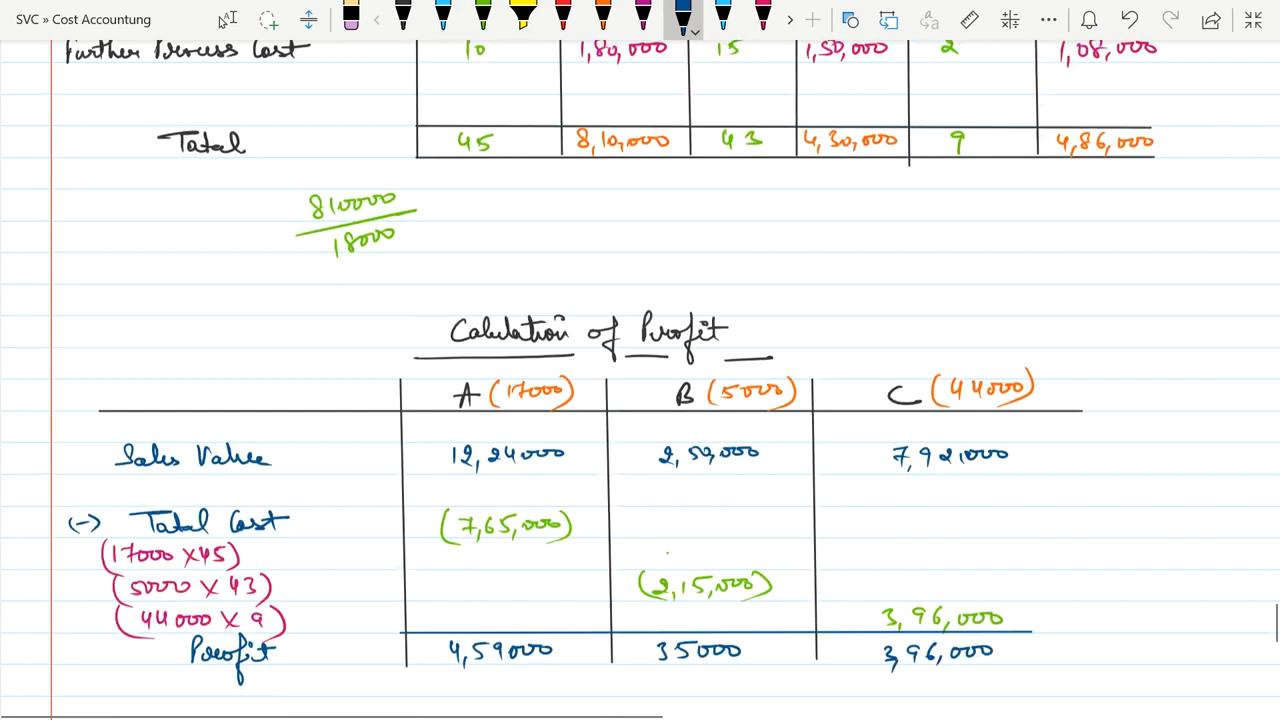 SVC » Cost Accountung
Further Process Cost 10 1,80,000 15 1,50,000 2 1,08,000
Total 45 8,10,000 43 4,30,000 9 4,86,000
810000
18000
Calculation of Profit
A (17000) B (5000) C (44000)
Sales Value 12,24000 2,50,000 7,92,000
(-) Total Cost (7,65,000)
(17000 X 45)
(5000 X 43) (2,15,000)
(44000 X 9) 3,96,000
Profit 4,59000 35000 3,96,000